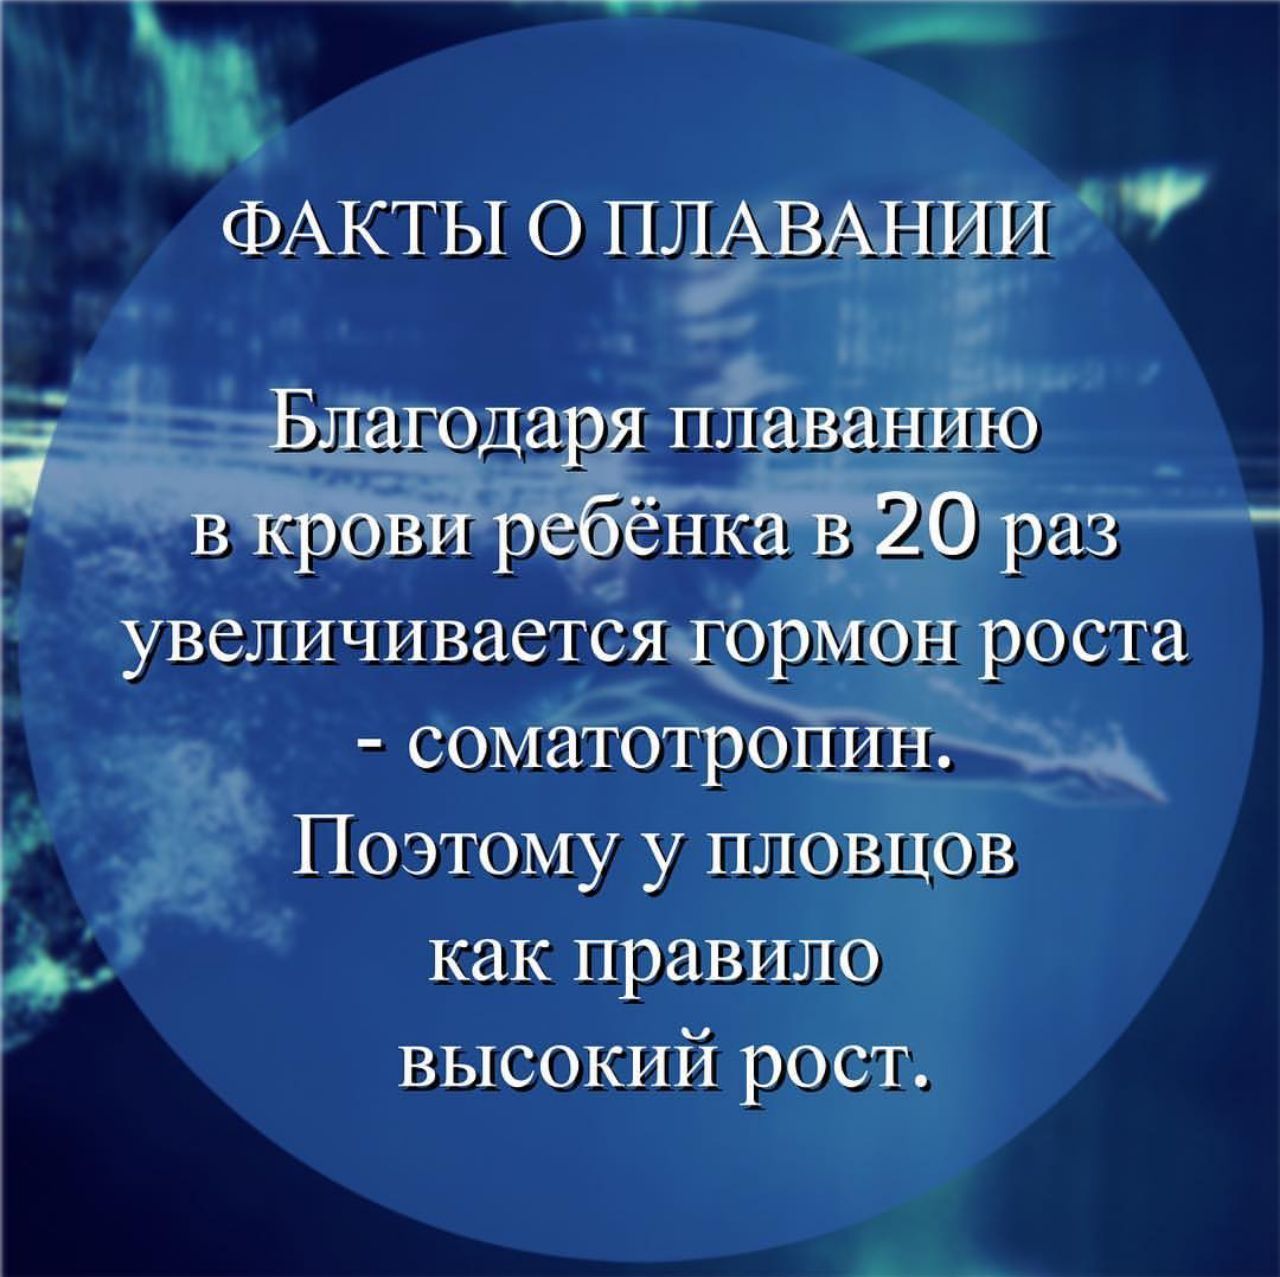 ФАКТЫ О ПЛАВАНИИ
Благодаря плаванию
в крови ребёнка в 20 раз
увеличивается гормон роста
- соматотропин.
Поэтому у пловцов
как правило
высокий рост.